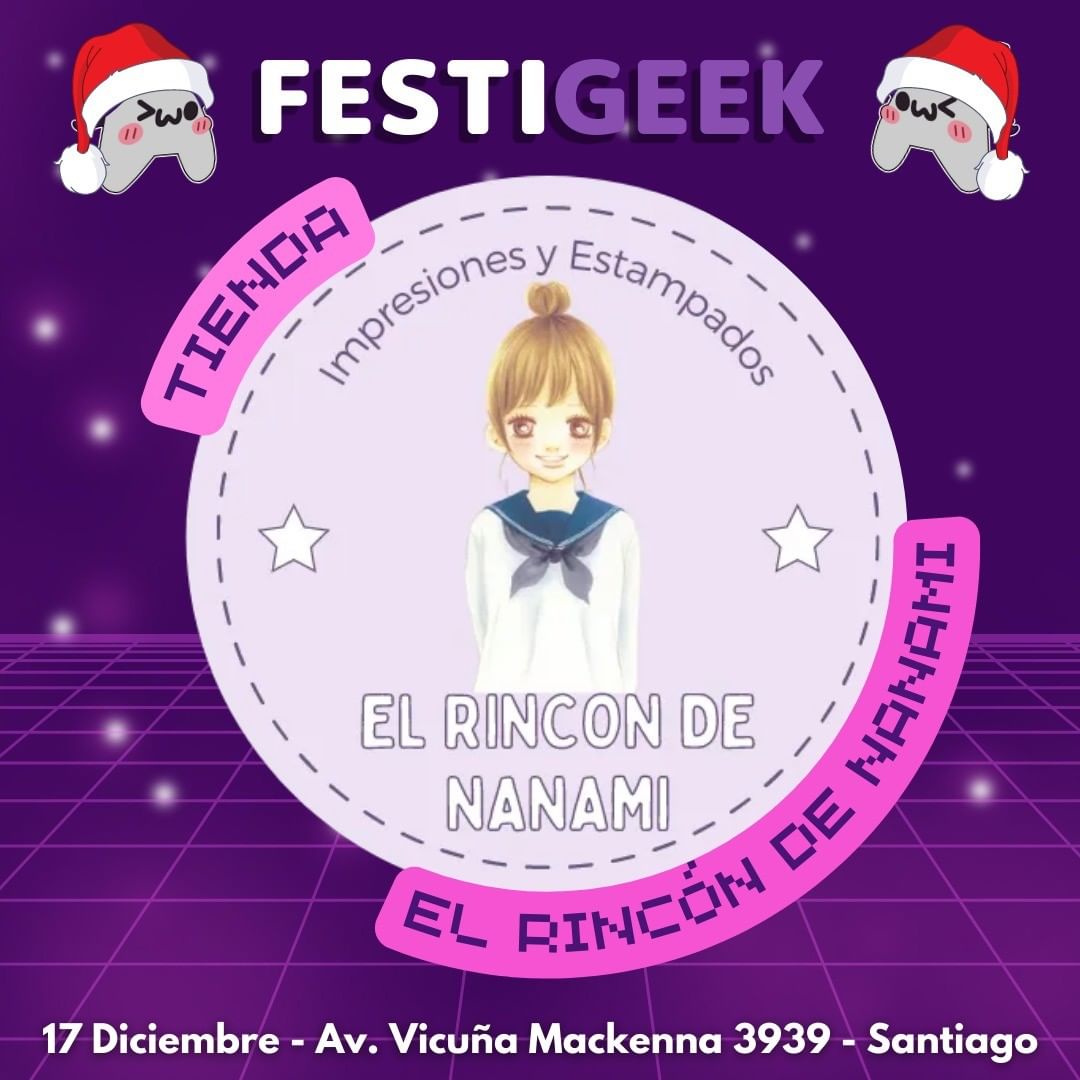 FESTIGEEK
TIENDA
Impresiones y Estampados
EL RINCON DE
NANAMI
EL RINCÓN DE NANAMI
17 Diciembre - Av. Vicuña Mackenna 3939 - Santiago